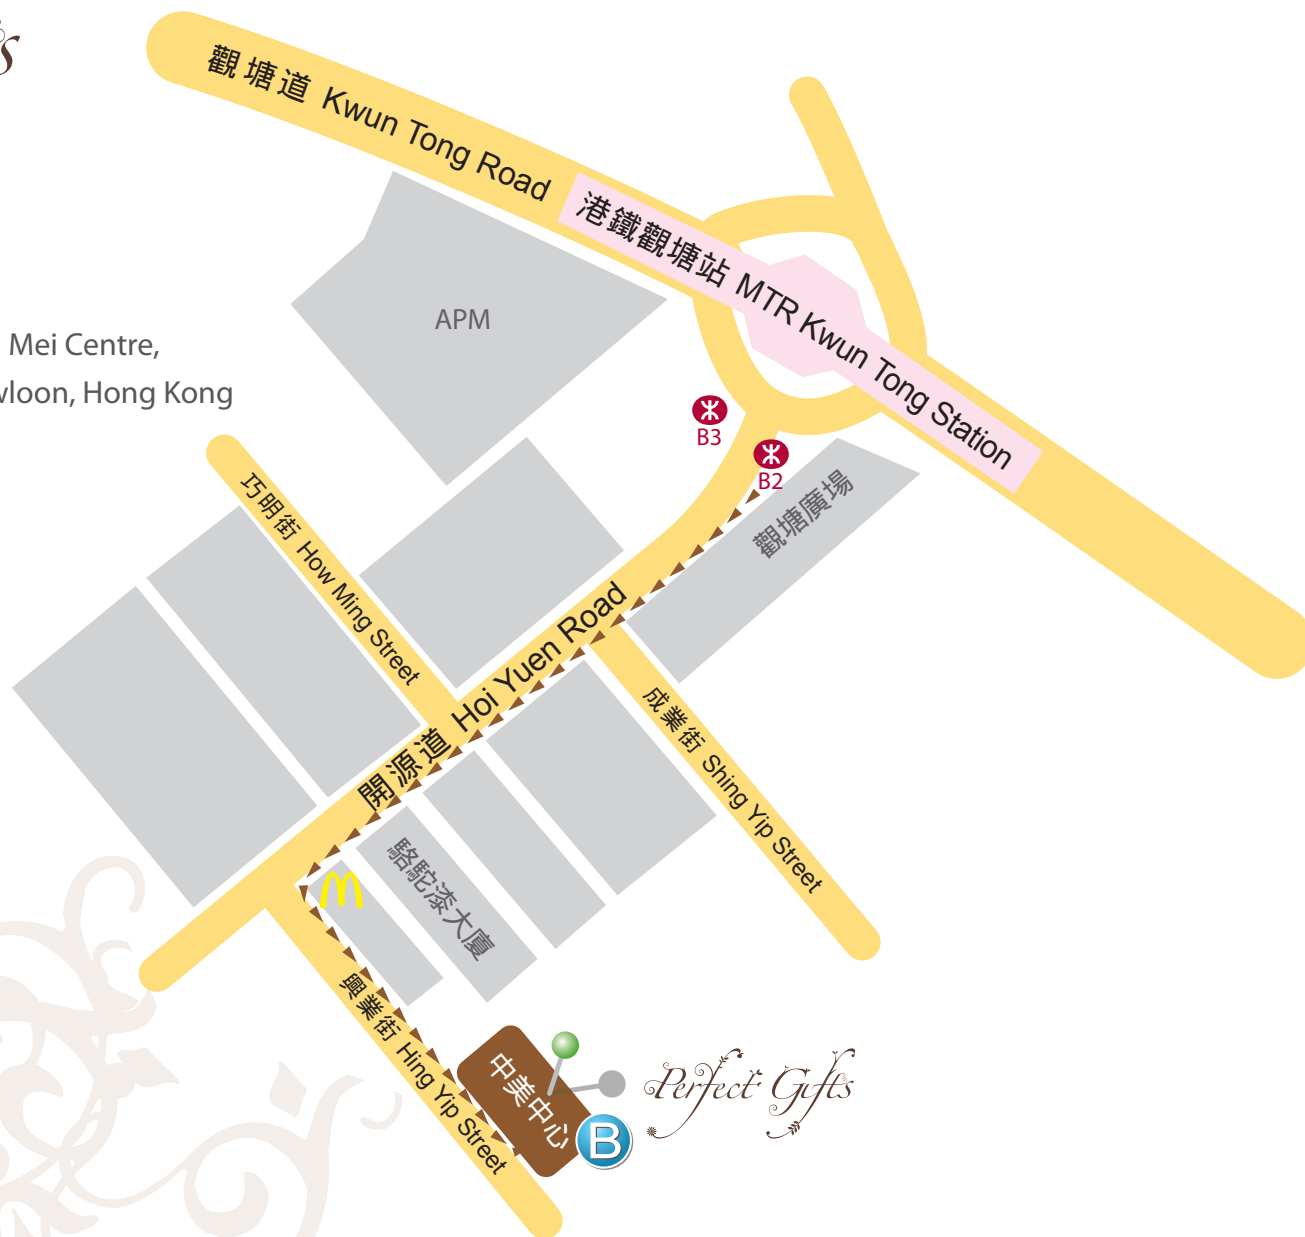 s
觀塘道 Kwun Tong Road
港鐵觀塘站 MTR Kwun Tong Station
APM
Mei Centre,
wloon, Hong Kong
B3
B2
觀塘廣場
巧明街 How Ming Street
開源道 Hoi Yuen Road
成業街 Shing Yip Street
駱駝漆大廈
興業街 Hing Yip Street
中美中心
B
Perfect Gifts